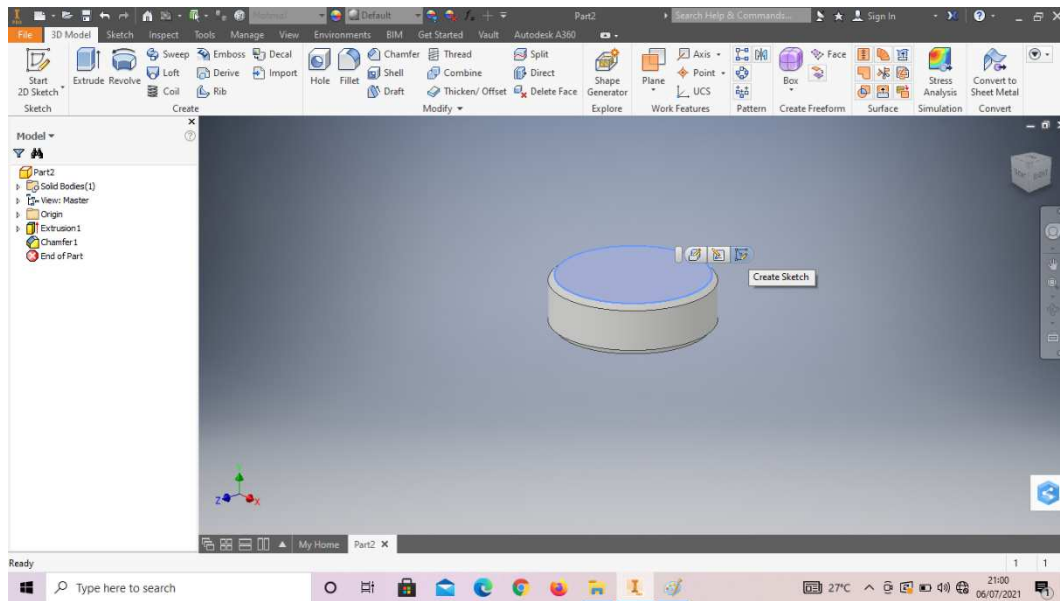 Material
Default
Part2
Search Help & Commands...
Sign In
File 3D Model Sketch Inspect Tools Manage View Environments BIM Get Started Vault Autodesk A360
Start
2D Sketch
Extrude Revolve
Sweep Emboss Decal
Loft Derive Import
Coil Rib
Hole Fillet
Chamfer Thread Split
Shell Combine Direct
Draft Thicken/ Offset Delete Face
Shape
Generator
Plane
Axis
Point
UCS
Box
Face
Stress
Analysis
Convert to
Sheet Metal
Sketch Create Modify Explore Work Features Pattern Create Freeform Surface Simulation Convert
Model
Part2
Solid Bodies(1)
View: Master
Origin
Extrusion1
Chamfer1
End of Part
Create Sketch
Y
Z
X
My Home Part2
Ready
1 1
Type here to search
27°C
21:00
06/07/2021